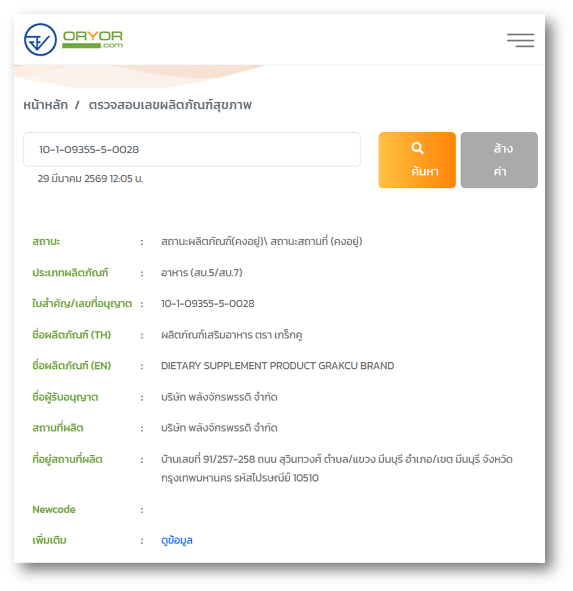 ORYOR
.com
หน้าหลัก / ตรวจสอบเลขผลิตภัณฑ์สุขภาพ
10-1-09355-5-0028
ค้นหา
ล้าง
ค่า
29 มีนาคม 2569 12:05 น.
สถานะ : สถานะผลิตภัณฑ์(คงอยู่)\ สถานะสถานที่ (คงอยู่)
ประเภทผลิตภัณฑ์ : อาหาร (สบ.5/สบ.7)
ใบสำคัญ/เลขที่อนุญาต : 10-1-09355-5-0028
ชื่อผลิตภัณฑ์ (TH) : ผลิตภัณฑ์เสริมอาหาร ตรา เกร็กคู
ชื่อผลิตภัณฑ์ (EN) : DIETARY SUPPLEMENT PRODUCT GRAKCU BRAND
ชื่อผู้รับอนุญาต : บริษัท พลังจักรพรรดิ จำกัด
สถานที่ผลิต : บริษัท พลังจักรพรรดิ จำกัด
ที่อยู่สถานที่ผลิต : บ้านเลขที่ 91/257-258 ถนน สุวินทวงศ์ ตำบล/แขวง มีนบุรี อำเภอ/เขต มีนบุรี จังหวัด
กรุงเทพมหานคร รหัสไปรษณีย์ 10510
Newcode :
เพิ่มเติม : ดูข้อมูล